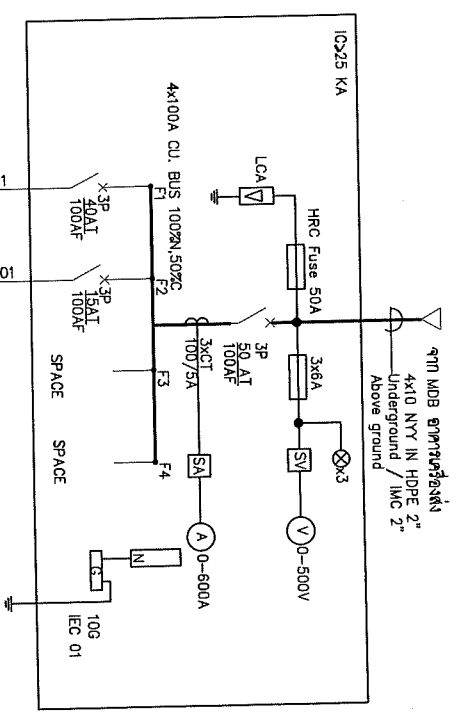 จาก MDB อาคารเครื่องส่ง
4x10 NYY IN HDPE 2"
Underground / IMC 2"
Above ground
IC≥25 KA
LCA
HRC Fuse 50A
3x6A
x3
SV
V
0-500V
3P
50 AT
100AF
3xCT
100/5A
SA
A
0-600A
4x100A CU. BUS 100%N,50%G
F1
3P
40AT
100AF
F2
3P
15AT
100AF
F3
SPACE
F4
SPACE
N
G
10G
IEC 01
1
01